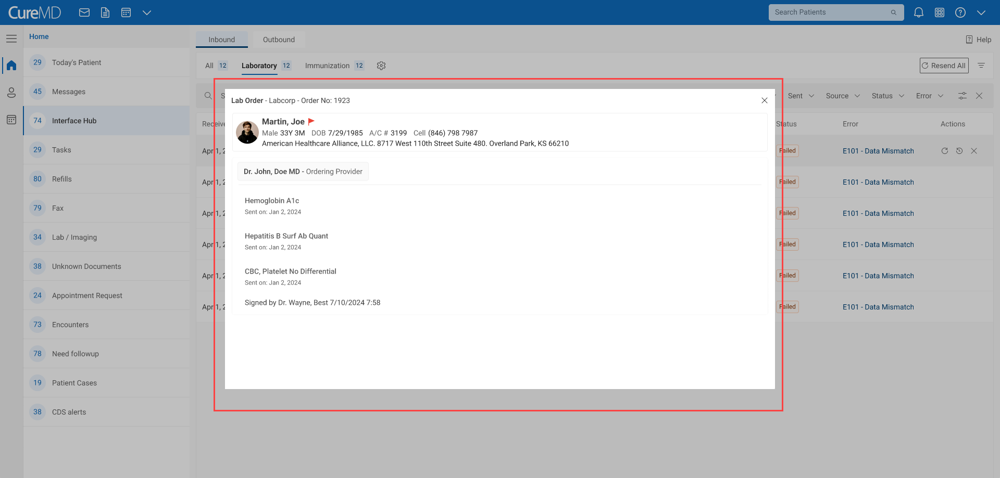 CureMD
Search Patients
Home
Inbound
Outbound
Help
29 Today's Patient
45 Messages
74 Interface Hub
29 Tasks
80 Refills
79 Fax
34 Lab / Imaging
38 Unknown Documents
24 Appointment Request
73 Encounters
78 Need followup
19 Patient Cases
38 CDS alerts
All 12
Laboratory 12
Immunization 12
Resend All
Sent
Source
Status
Error
Status
Error
Actions
Lab Order - Labcorp - Order No: 1923
Martin, Joe
Male 33Y 3M DOB 7/29/1985 A/C # 3199 Cell (846) 798 7987
American Healthcare Alliance, LLC. 8717 West 110th Street Suite 480. Overland Park, KS 66210
Dr. John, Doe MD - Ordering Provider
Hemoglobin A1c
Sent on: Jan 2, 2024
Hepatitis B Surf Ab Quant
Sent on: Jan 2, 2024
CBC, Platelet No Differential
Sent on: Jan 2, 2024
Signed by Dr. Wayne, Best 7/10/2024 7:58
Apr 1, 2 Failed E101 - Data Mismatch
Apr 1, 2 Failed E101 - Data Mismatch
Apr 1, 2 Failed E101 - Data Mismatch
Apr 1, 2 Failed E101 - Data Mismatch
Apr 1, 2 Failed E101 - Data Mismatch
Apr 1, 2 Failed E101 - Data Mismatch